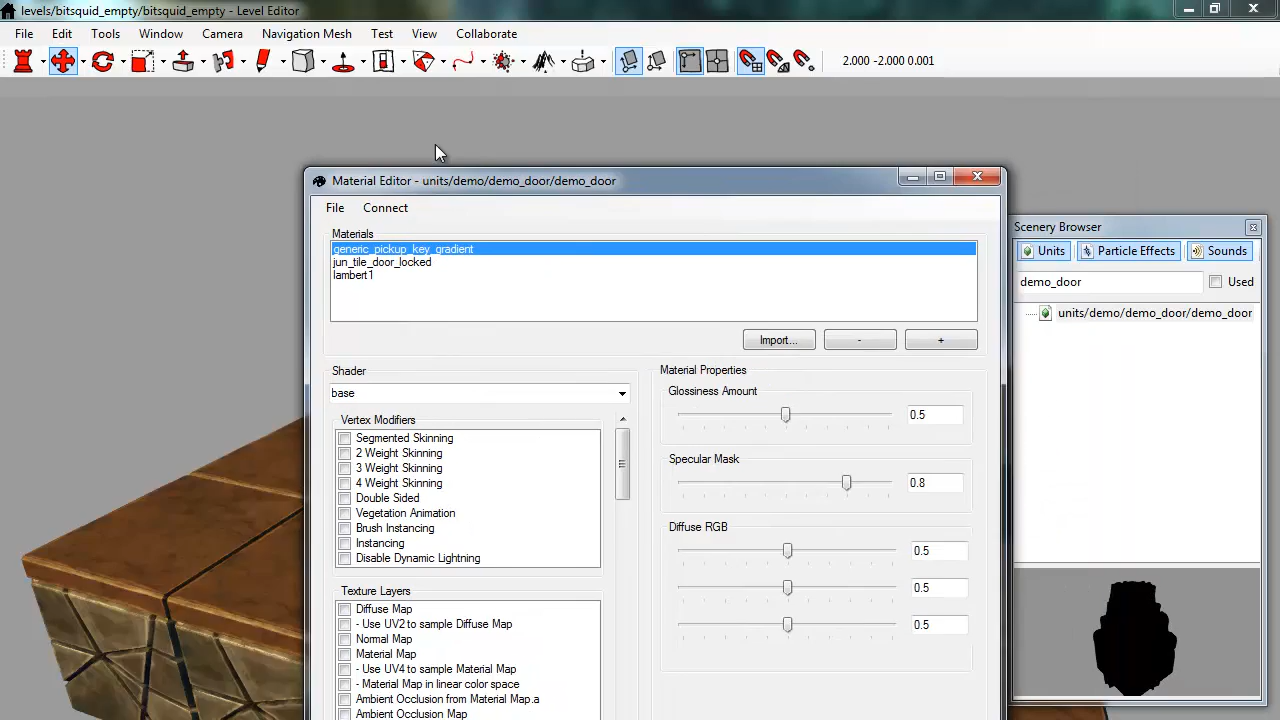 levels/bitsquid_empty/bitsquid_empty - Level Editor
File Edit Tools Window Camera Navigation Mesh Test View Collaborate
2.000 -2.000 0.001
Material Editor - units/demo/demo_door/demo_door
File Connect
Materials
generic_pickup_key_gradient
jun_tile_door_locked
lambert1
Import... - +
Shader
base
Vertex Modifiers
Segmented Skinning
2 Weight Skinning
3 Weight Skinning
4 Weight Skinning
Double Sided
Vegetation Animation
Brush Instancing
Instancing
Disable Dynamic Lightning
Texture Layers
Diffuse Map
- Use UV2 to sample Diffuse Map
Normal Map
Material Map
- Use UV4 to sample Material Map
- Material Map in linear color space
Ambient Occlusion from Material Map.a
Ambient Occlusion Map
Material Properties
Glossiness Amount
0.5
Specular Mask
0.8
Diffuse RGB
0.5
0.5
0.5
Scenery Browser
Units Particle Effects Sounds
demo_door Used
units/demo/demo_door/demo_door